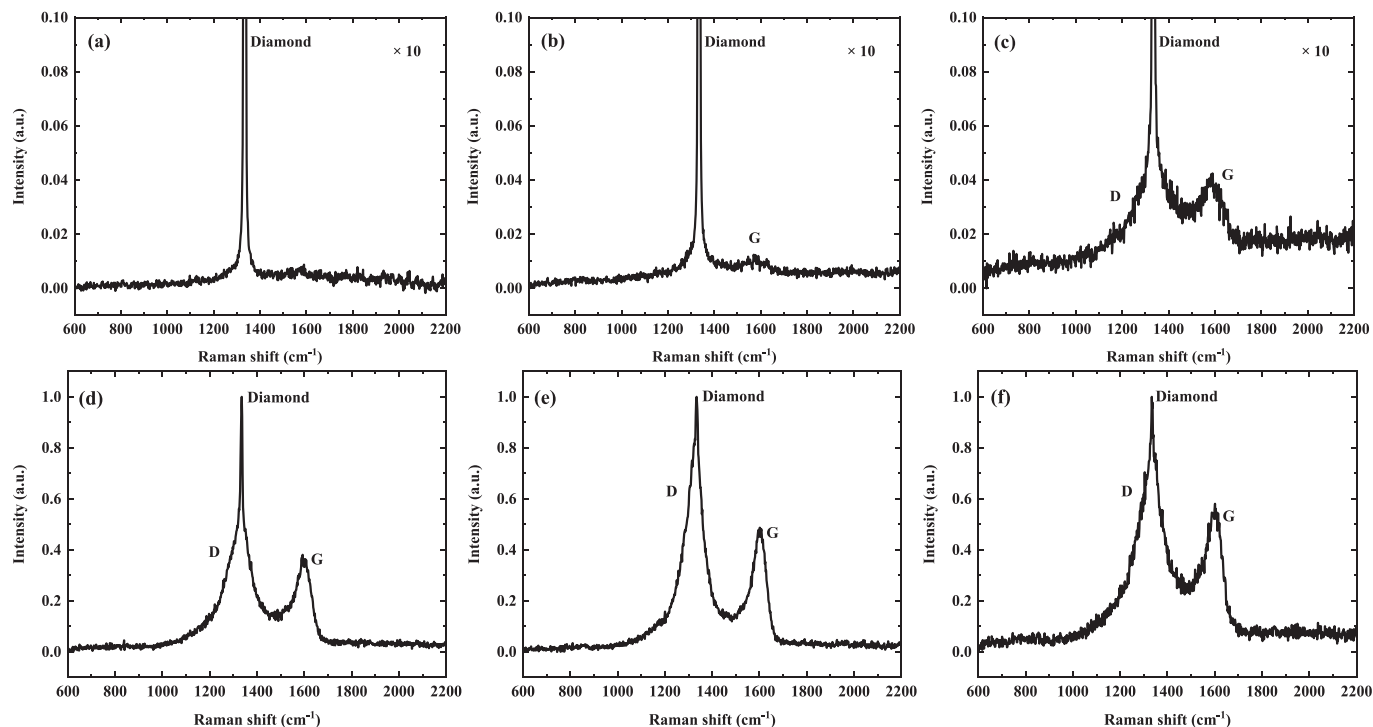 (a)
Diamond
× 10
0.10
0.08
0.06
0.04
0.02
0.00
Intensity (a.u.)
600 800 1000 1200 1400 1600 1800 2000 2200
Raman shift (cm⁻¹)
(b)
Diamond
× 10
G
0.10
0.08
0.06
0.04
0.02
0.00
Intensity (a.u.)
600 800 1000 1200 1400 1600 1800 2000 2200
Raman shift (cm⁻¹)
(c)
Diamond
× 10
D
G
0.10
0.08
0.06
0.04
0.02
0.00
Intensity (a.u.)
600 800 1000 1200 1400 1600 1800 2000 2200
Raman shift (cm⁻¹)
(d)
Diamond
D
G
1.0
0.8
0.6
0.4
0.2
0.0
Intensity (a.u.)
600 800 1000 1200 1400 1600 1800 2000 2200
Raman shift (cm⁻¹)
(e)
Diamond
D
G
1.0
0.8
0.6
0.4
0.2
0.0
Intensity (a.u.)
600 800 1000 1200 1400 1600 1800 2000 2200
Raman shift (cm⁻¹)
(f)
Diamond
D
G
1.0
0.8
0.6
0.4
0.2
0.0
Intensity (a.u.)
600 800 1000 1200 1400 1600 1800 2000 2200
Raman shift (cm⁻¹)